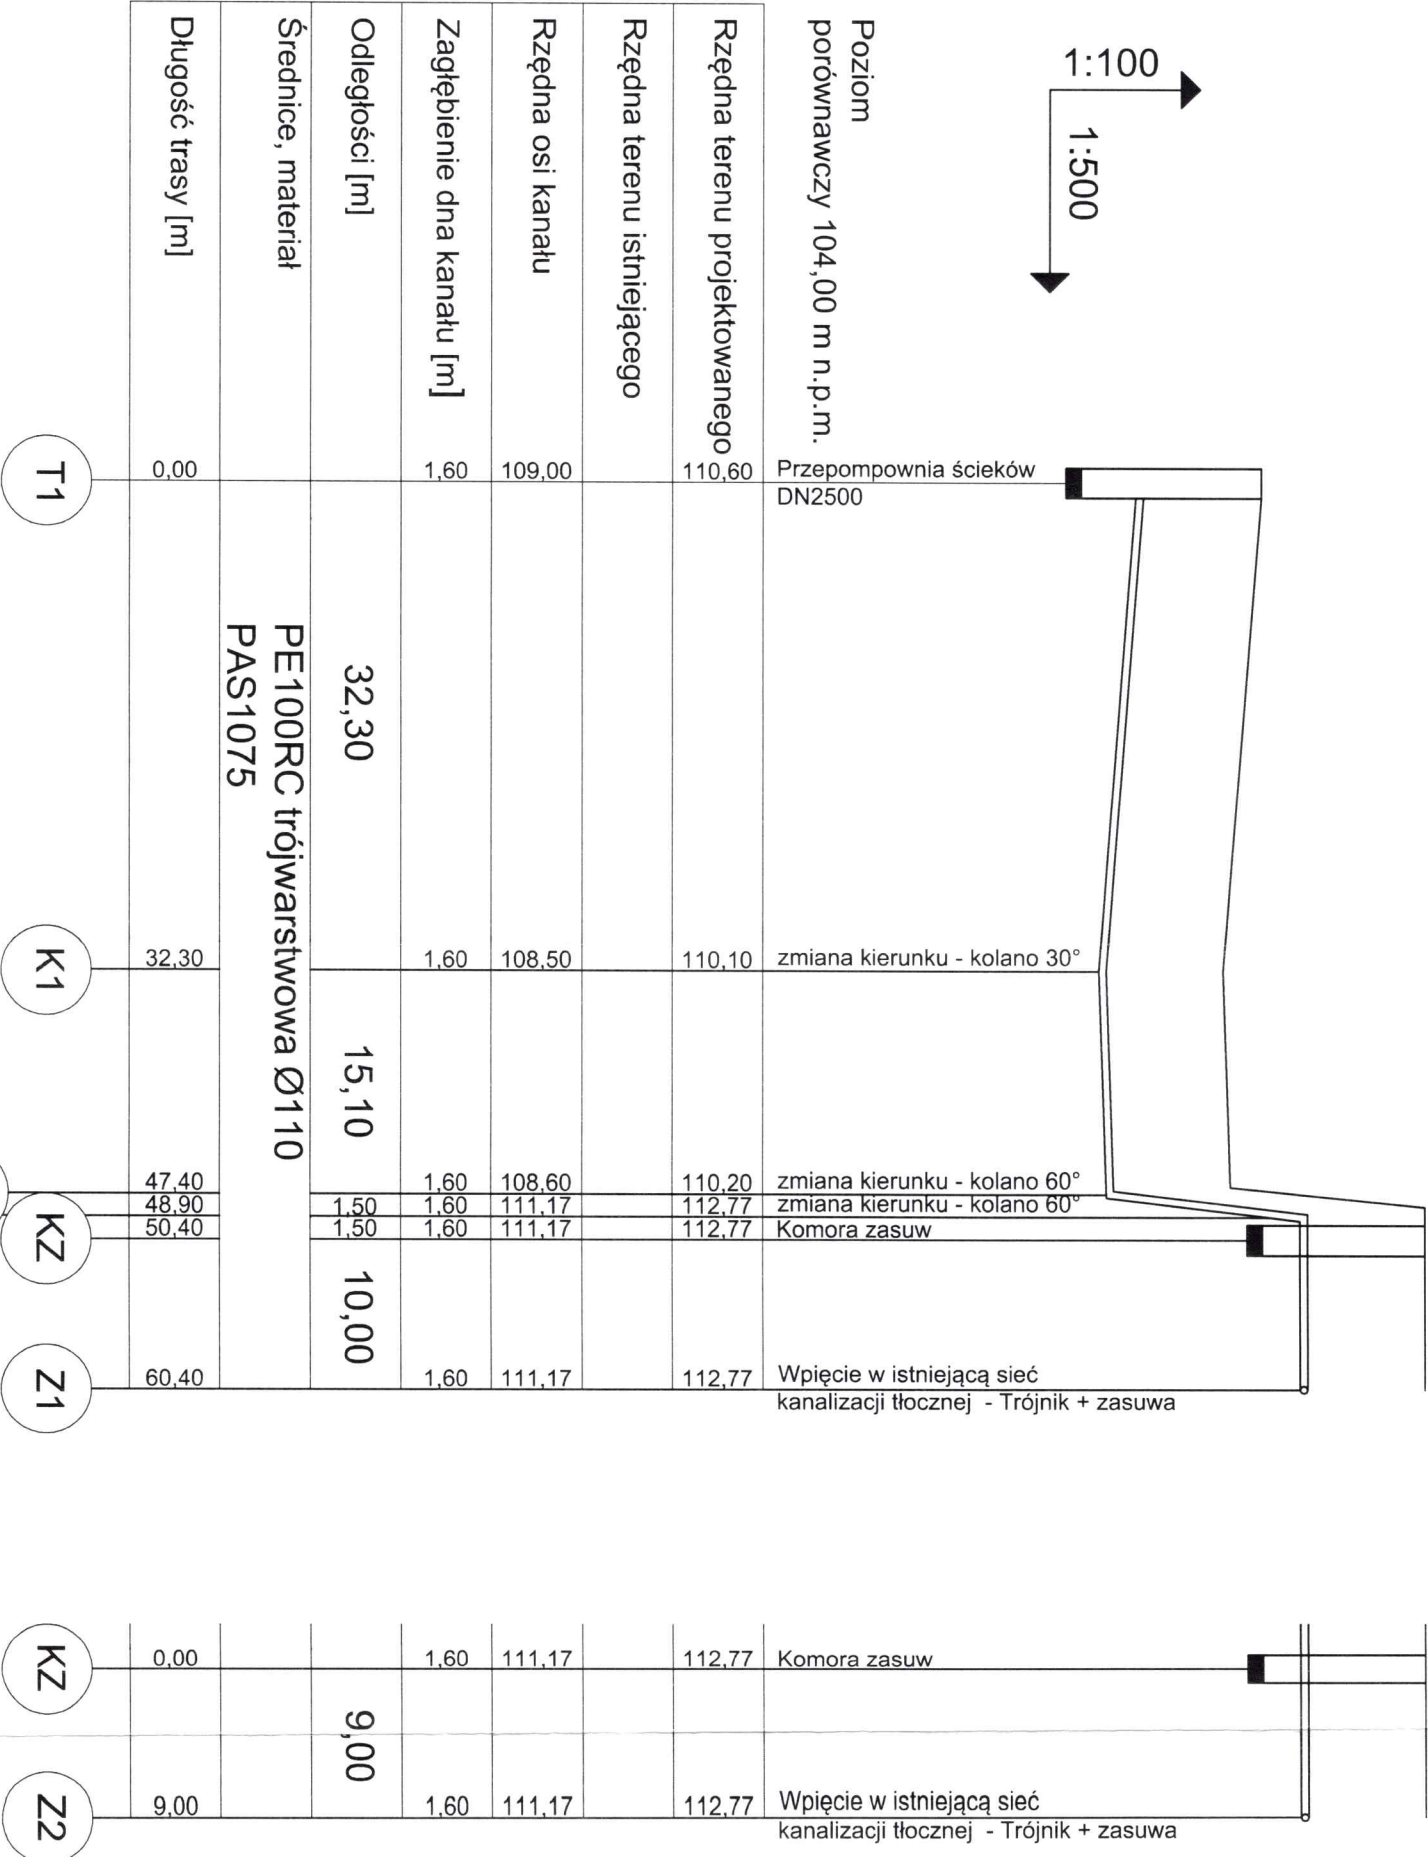 1:100
1:500
Poziom
porównawczy 104,00 m n.p.m.
Rzędna terenu projektowanego
Rzędna terenu istniejącego
Rzędna osi kanału
Zagłębienie dna kanału [m]
Odległości [m]
Średnice, materiał
Długość trasy [m]
Przepompownia ścieków
DN2500
110,60
109,00
1,60
0,00
T1
32,30
PE100RC trójwarstwowa Ø110
PAS1075
zmiana kierunku - kolano 30°
110,10
108,50
1,60
32,30
K1
15,10
zmiana kierunku - kolano 60°
110,20
108,60
1,60
47,40
zmiana kierunku - kolano 60°
112,77
111,17
1,60
1,50
48,90
Komora zasuw
112,77
111,17
1,60
1,50
50,40
KZ
10,00
Wpięcie w istniejącą sieć
kanalizacji tłocznej - Trójnik + zasuwa
112,77
111,17
1,60
60,40
Z1
Komora zasuw
112,77
111,17
1,60
0,00
KZ
9,00
Wpięcie w istniejącą sieć
kanalizacji tłocznej - Trójnik + zasuwa
112,77
111,17
1,60
9,00
Z2